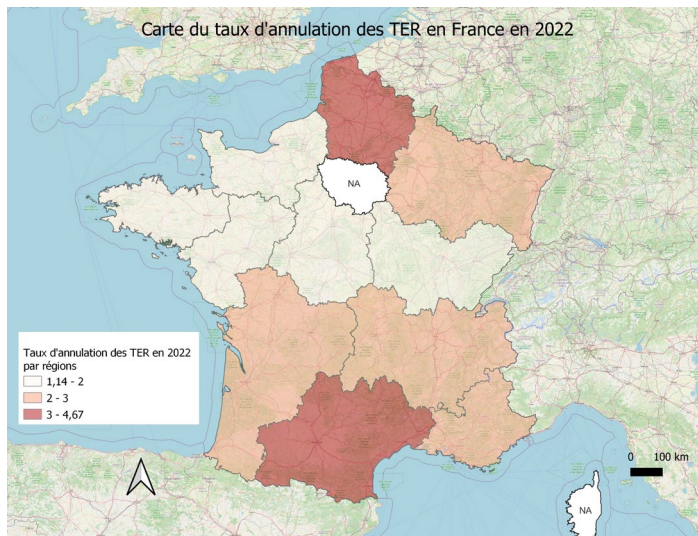 Carte du taux d'annulation des TER en France en 2022
NA
Taux d'annulation des TER en 2022
par régions
1,14 - 2
2 - 3
3 - 4,67
0 100 km
NA